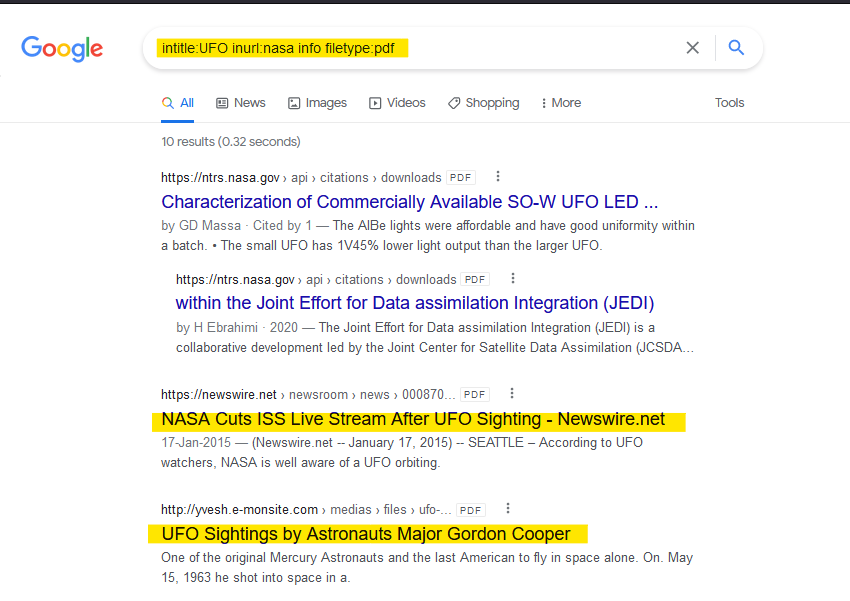 Google
intitle:UFO inurl:nasa info filetype:pdf
All News Images Videos Shopping More Tools
10 results (0.32 seconds)
https://ntrs.nasa.gov › api › citations › downloads PDF
Characterization of Commercially Available SO-W UFO LED ...
by GD Massa · Cited by 1 — The AIBe lights were affordable and have good uniformity within
a batch. • The small UFO has 1V45% lower light output than the larger UFO.
https://ntrs.nasa.gov › api › citations › downloads PDF
within the Joint Effort for Data assimilation Integration (JEDI)
by H Ebrahimi · 2020 — The Joint Effort for Data assimilation Integration (JEDI) is a
collaborative development led by the Joint Center for Satellite Data Assimilation (JCSDA...
https://newswire.net › newsroom › news › 000870... PDF
NASA Cuts ISS Live Stream After UFO Sighting - Newswire.net
17-Jan-2015 — (Newswire.net -- January 17, 2015) -- SEATTLE – According to UFO
watchers, NASA is well aware of a UFO orbiting.
http://yvesh.e-monsite.com › medias › files › ufo-... PDF
UFO Sightings by Astronauts Major Gordon Cooper
One of the original Mercury Astronauts and the last American to fly in space alone. On. May
15, 1963 he shot into space in a.